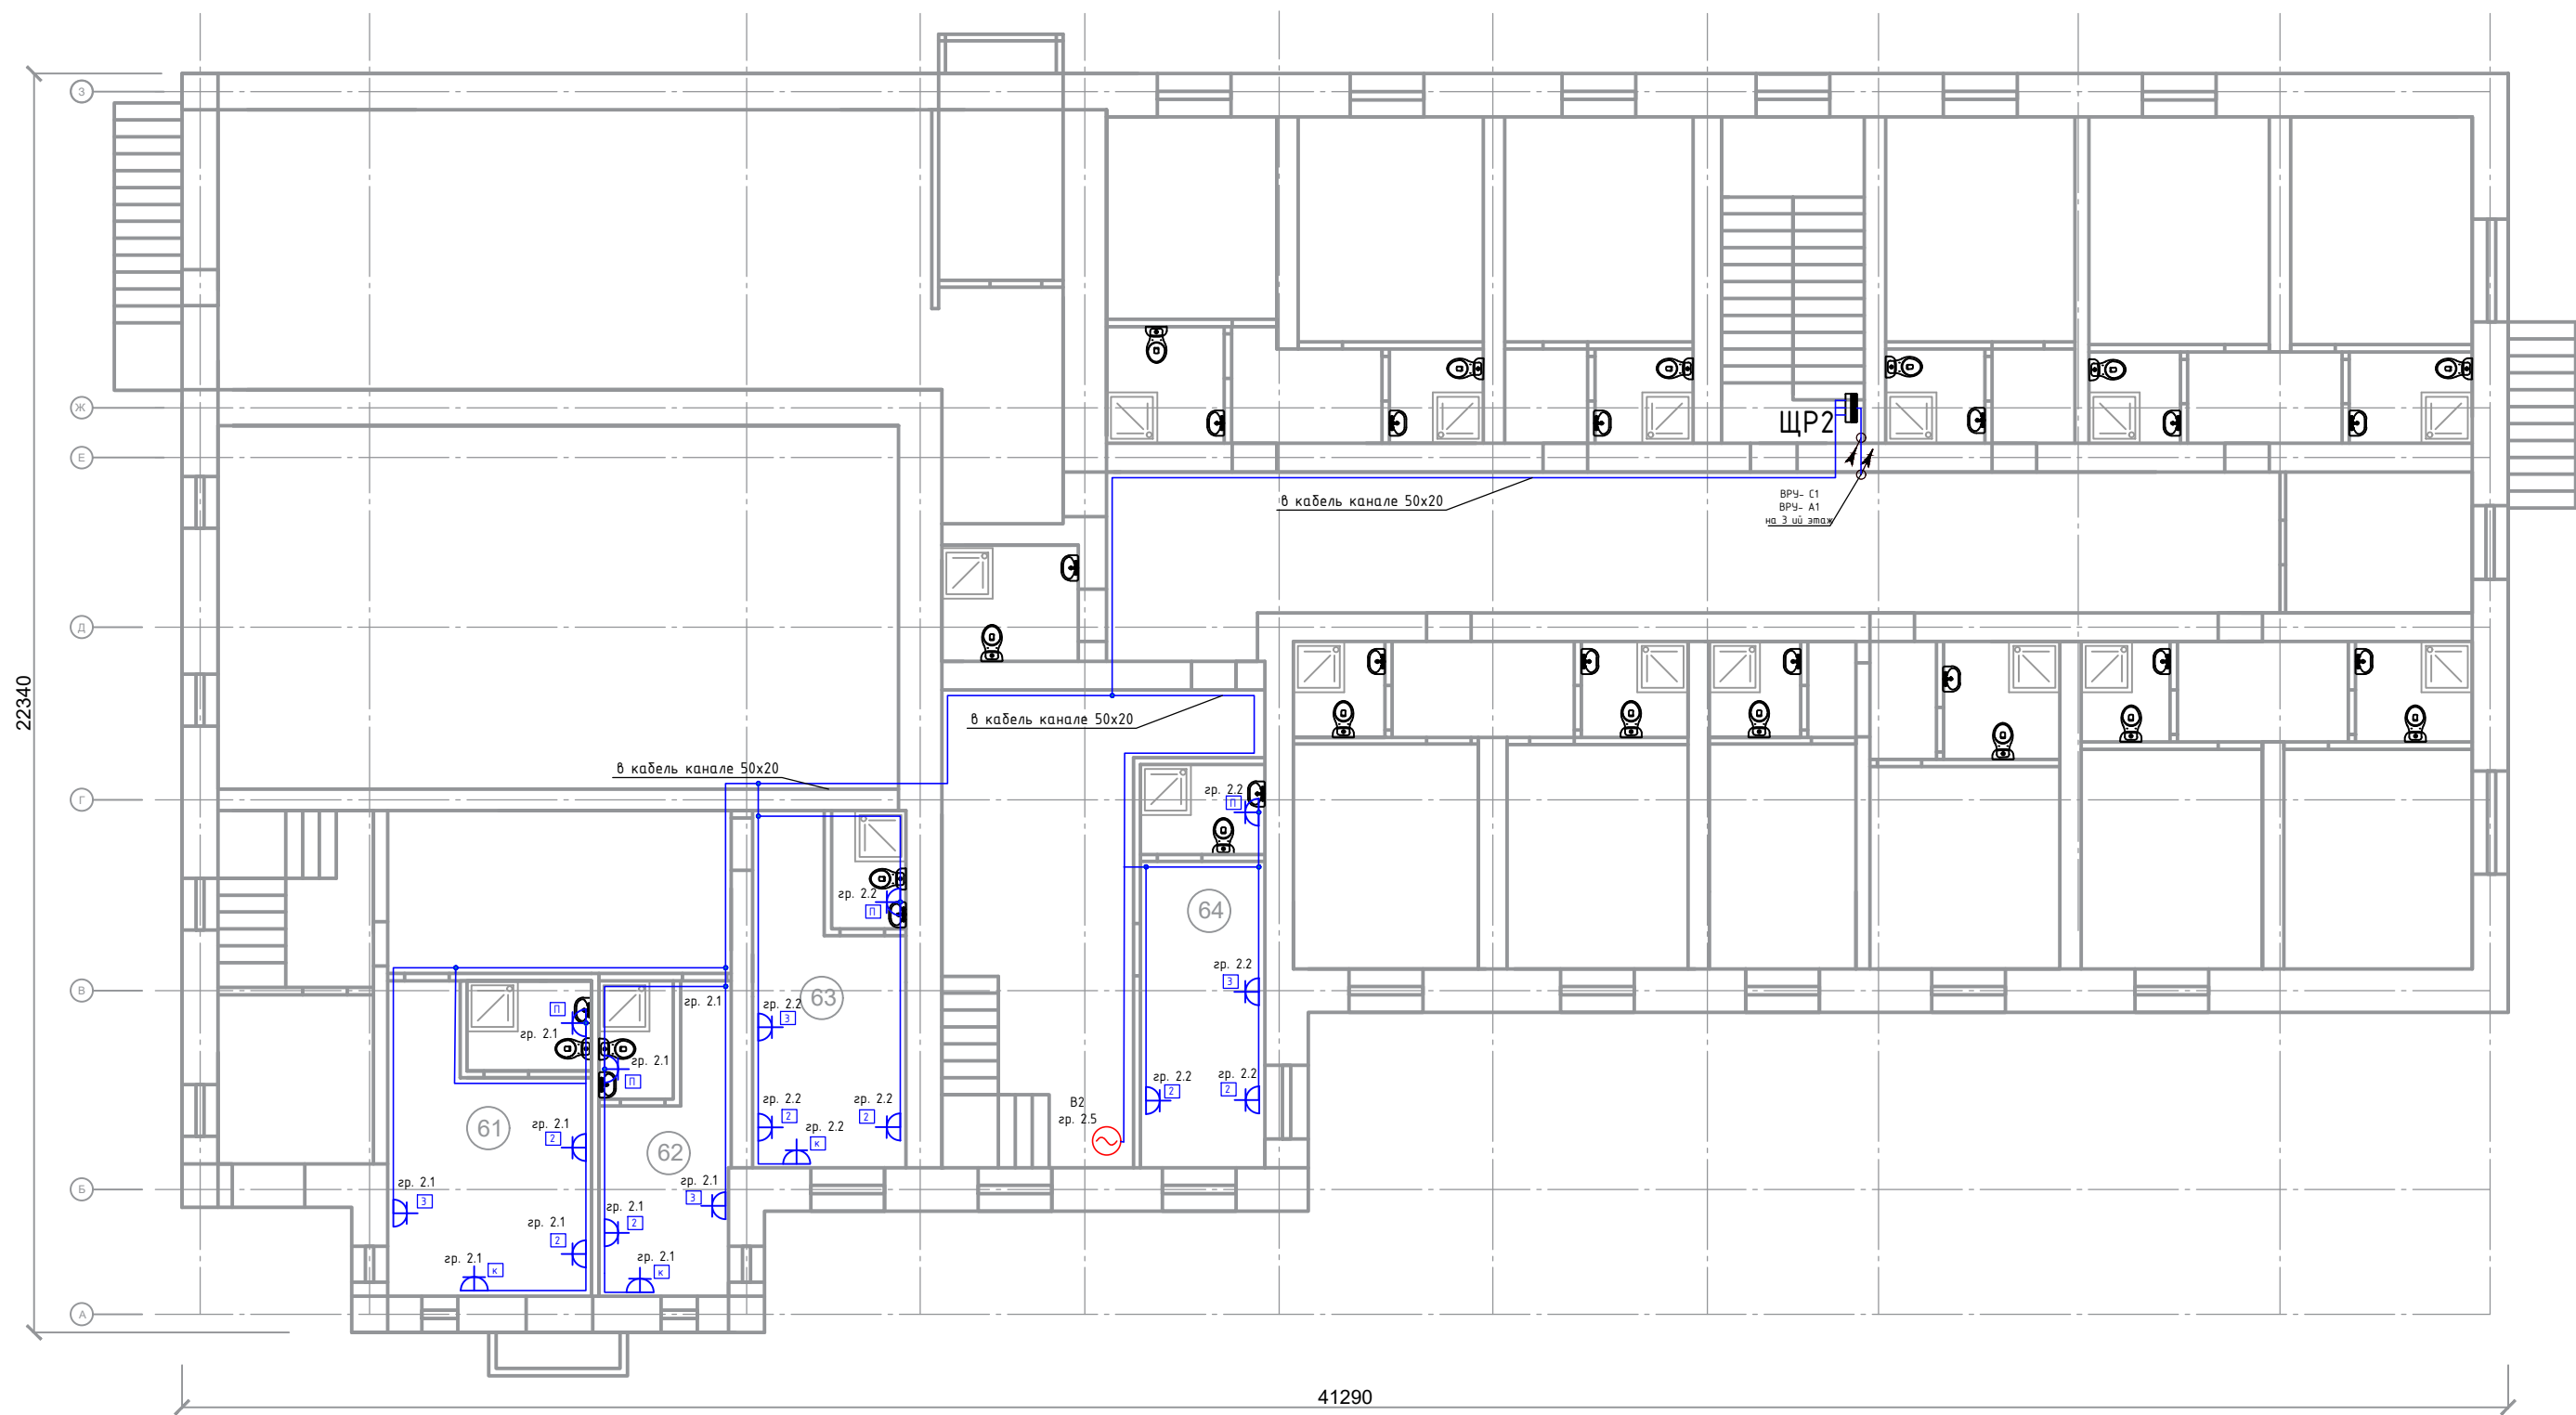 З
Ж
Е
Д
Г
В
Б
А
22340
41290
ЩР2
в кабель канале 50x20
ВРУ- С1
ВРУ- А1
на 3 ий этаж
в кабель канале 50x20
в кабель канале 50x20
гр. 2.2
П
64
гр. 2.2
3
гр. 2.2
2
гр. 2.2
2
В2
гр. 2.5
гр. 2.2
П
63
гр. 2.2
3
гр. 2.2
2
гр. 2.2
2
гр. 2.2
к
гр. 2.1
П
гр. 2.1
гр. 2.1
П
61
гр. 2.1
2
62
гр. 2.1
3
гр. 2.1
3
гр. 2.1
2
гр. 2.1
2
гр. 2.1
к
гр. 2.1
к